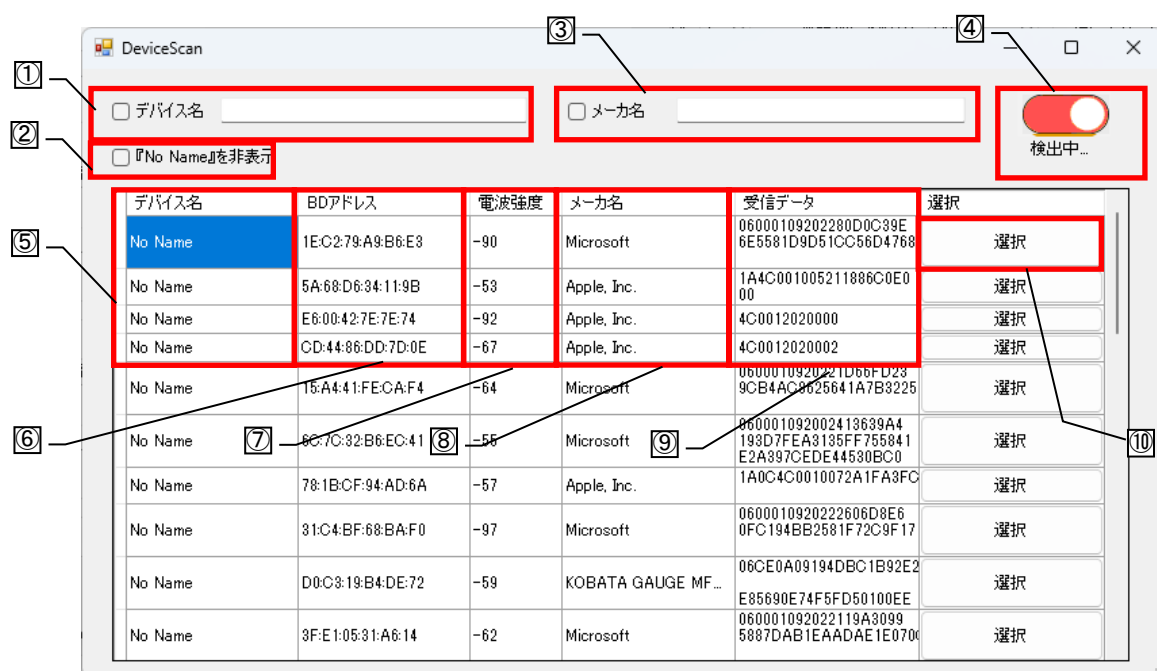 ③
④
DeviceScan
①
デバイス名
メーカ名
②
『No Name』を非表示
検出中...
デバイス名 BDアドレス 電波強度 メーカ名 受信データ 選択
⑤
No Name 1E:C2:79:A9:B6:E3 -90 Microsoft 06000109202280D0C39E 選択
6E5581D9D51CC56D4768
No Name 5A:68:D6:34:11:9B -53 Apple, Inc. 1A4C001005211886C0E0 選択
00
No Name E6:00:42:7E:7E:74 -92 Apple, Inc. 4C0012020000 選択
No Name CD:44:86:DD:7D:0E -67 Apple, Inc. 4C0012020002 選択
No Name 15:A4:41:FE:CA:F4 -64 Microsoft 0600010920221D66FD23 選択
9CB4AC9625641A7B3225
⑥
⑦
⑧
⑨
⑩
No Name 6C:7C:32:B6:EC:41 -55 Microsoft 060001092002413639A4 選択
193D7FEA3135FF755841
E2A397CEDE44530BC0
No Name 78:1B:CF:94:AD:6A -57 Apple, Inc. 1A0C4C0010072A1FA3FC 選択
No Name 31:C4:BF:68:BA:F0 -97 Microsoft 0600010920222606D8E6 選択
0FC194BB2581F72C9F17
No Name D0:C3:19:B4:DE:72 -59 KOBATA GAUGE MF... 06CE0A09194DBC1B92E2 選択
E85690E74F5FD50100EE
No Name 3F:E1:05:31:A6:14 -62 Microsoft 060001092022119A3099 選択
5887DAB1EAADAE1E070